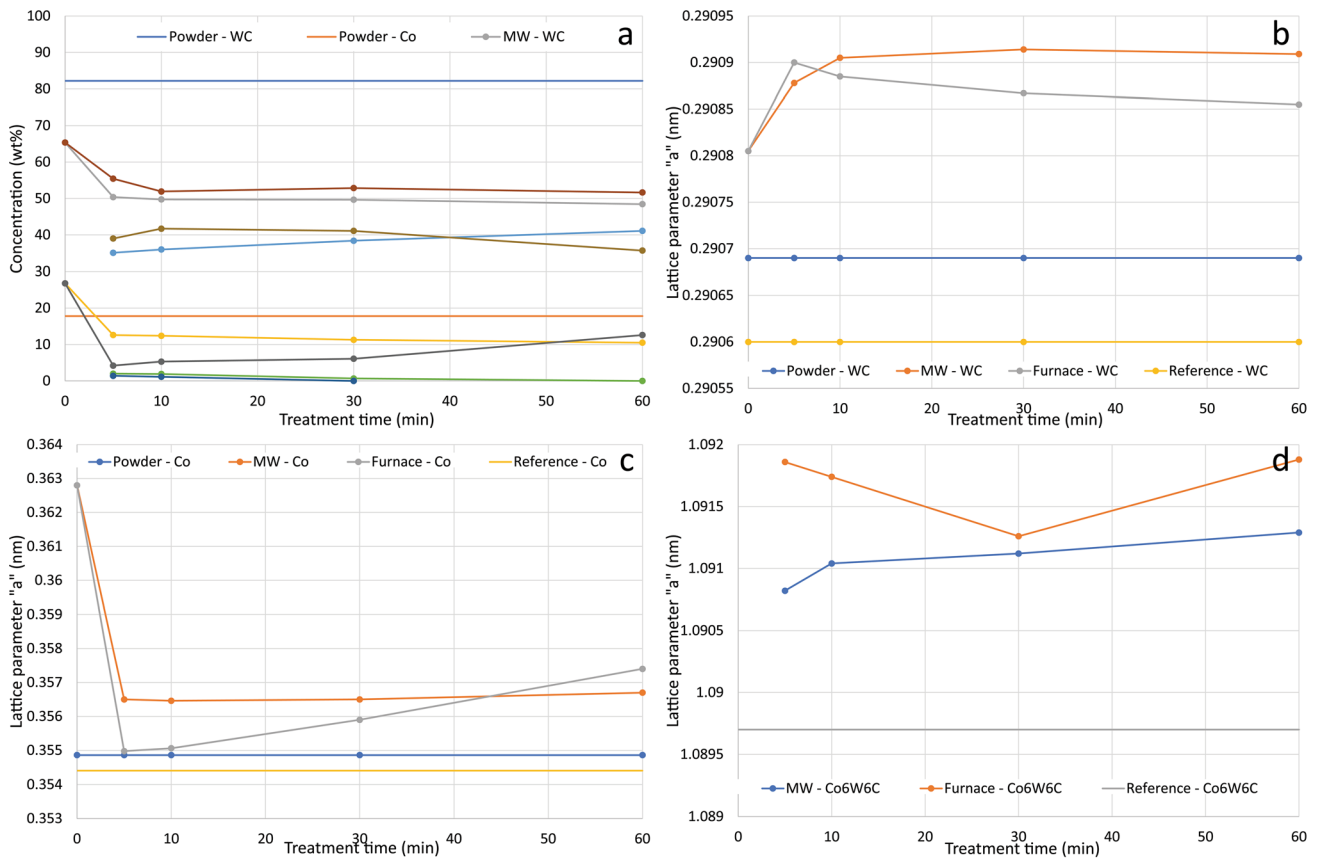 a
Powder - WC Powder - Co MW - WC
Concentration (wt%)
100
90
80
70
60
50
40
30
20
10
0
0 10 20 30 40 50 60
Treatment time (min)
b
Lattice parameter "a" (nm)
0.29095
0.2909
0.29085
0.2908
0.29075
0.2907
0.29065
0.2906
0.29055
Powder - WC MW - WC Furnace - WC Reference - WC
0 10 20 30 40 50 60
Treatment time (min)
c
Powder - Co MW - Co Furnace - Co Reference - Co
Lattice parameter "a" (nm)
0.364
0.363
0.362
0.361
0.36
0.359
0.358
0.357
0.356
0.355
0.354
0.353
0 10 20 30 40 50 60
Treatment time (min)
d
Lattice parameter "a" (nm)
1.092
1.0915
1.091
1.0905
1.09
1.0895
1.089
MW - Co6W6C Furnace - Co6W6C Reference - Co6W6C
0 10 20 30 40 50 60
Treatment time (min)